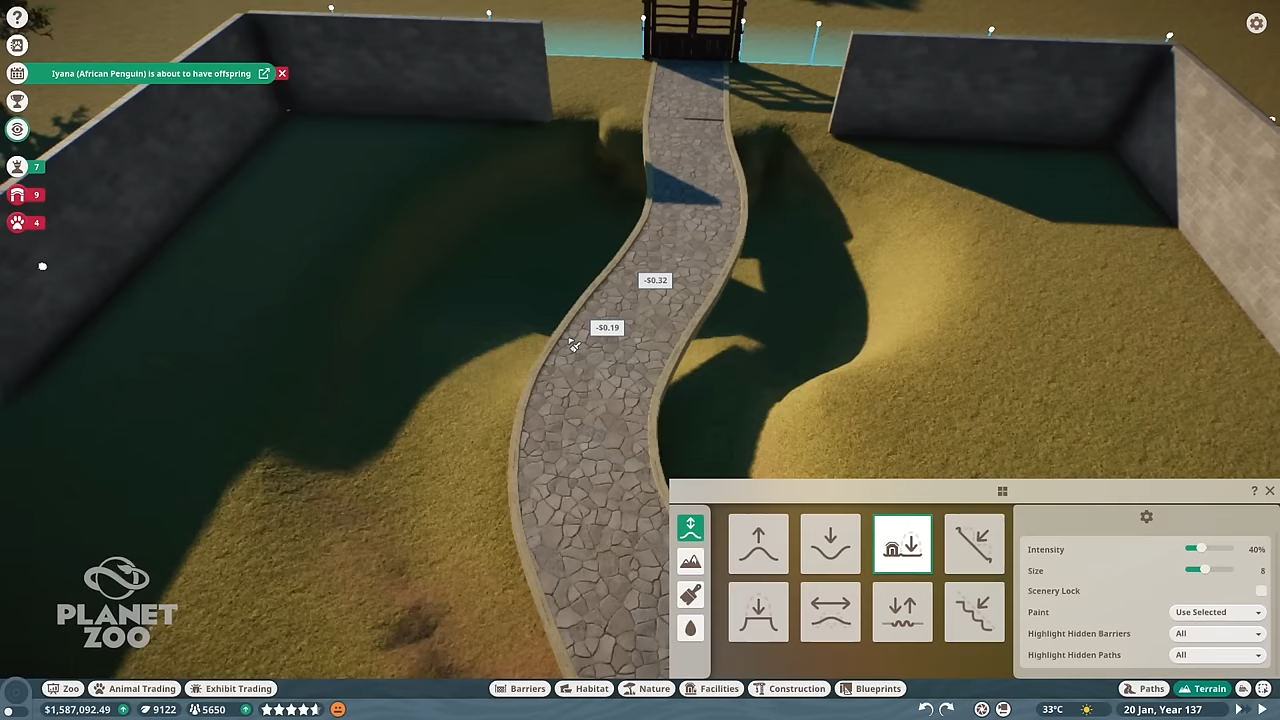 ?
Iyana (African Penguin) is about to have offspring
7
9
4
-$0.32
-$0.19
PLANET
ZOO
?
Intensity 40%
Size 8
Scenery Lock
Paint Use Selected
Highlight Hidden Barriers All
Highlight Hidden Paths All
Zoo Animal Trading Exhibit Trading Barriers Habitat Nature Facilities Construction Blueprints Paths Terrain
$1,587,092.49 9122 5650 33°C 20 Jan, Year 137